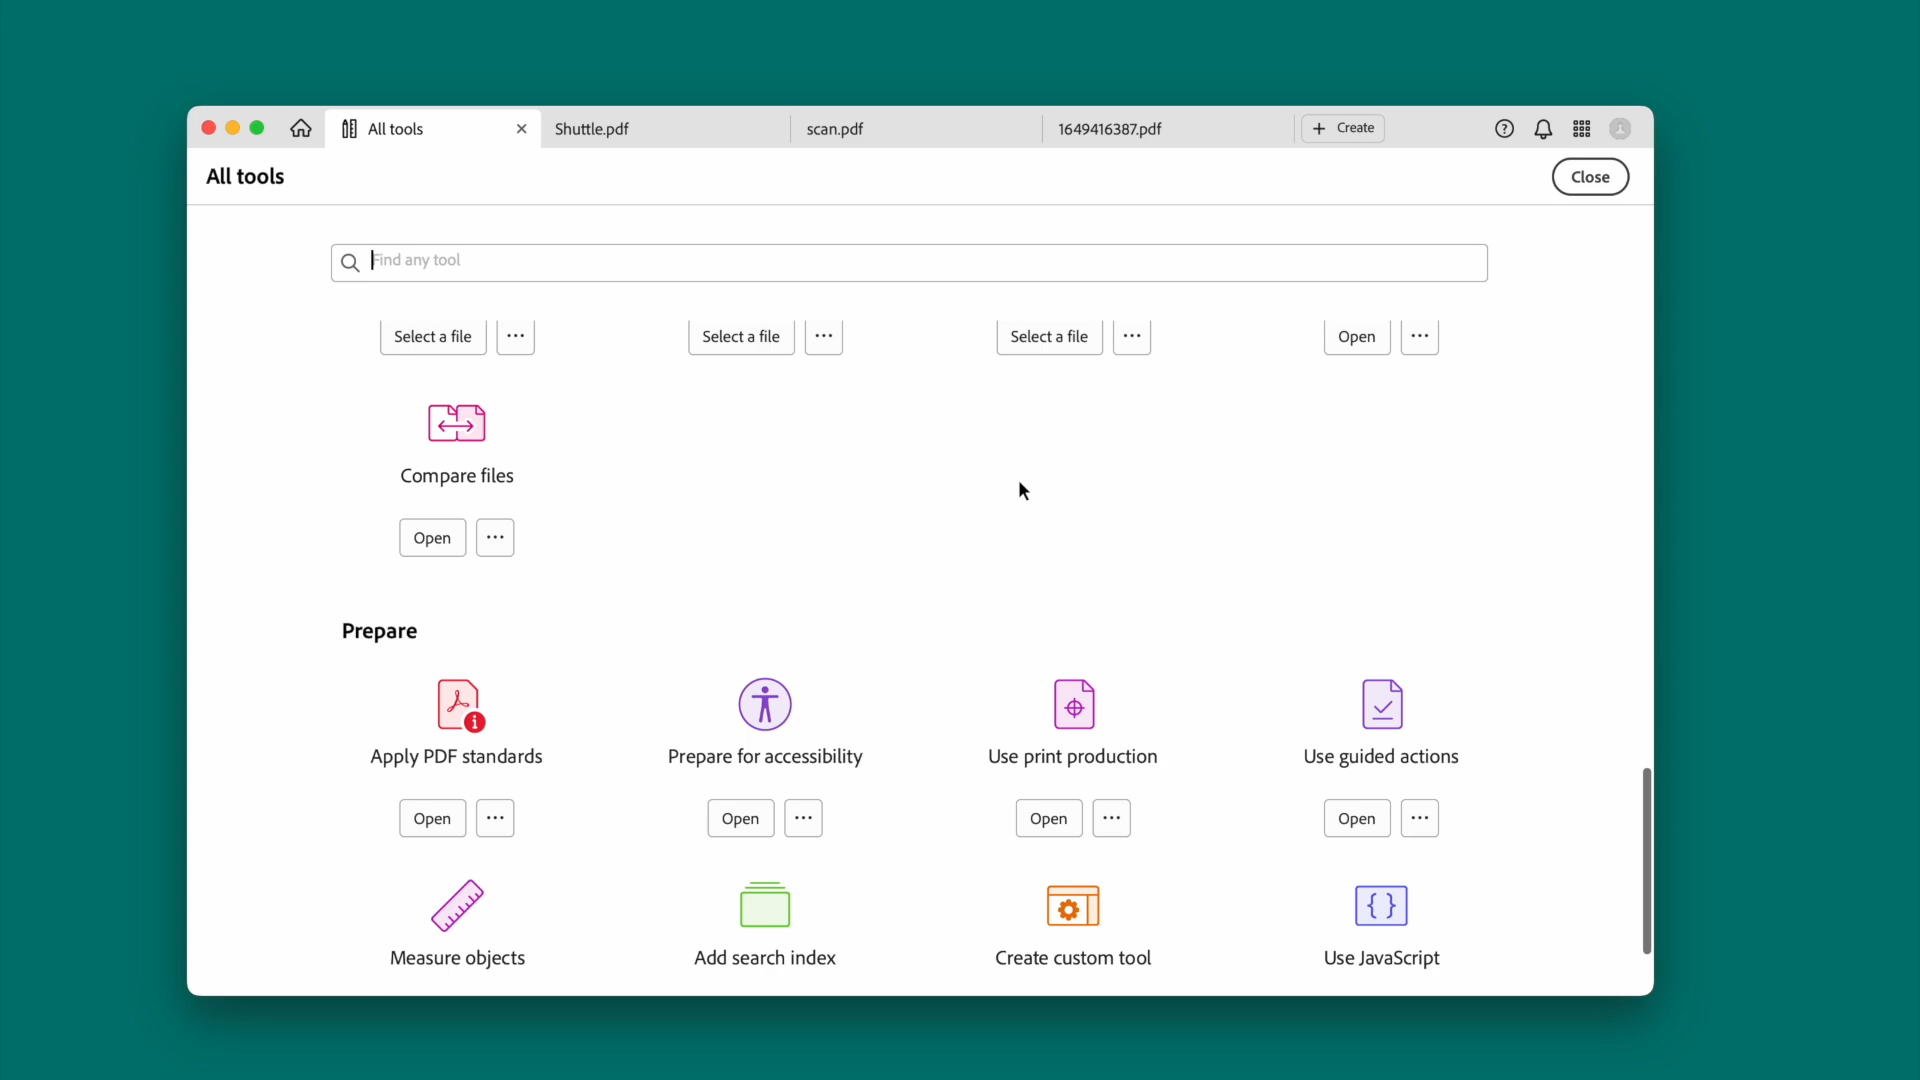 All tools
Shuttle.pdf
scan.pdf
1649416387.pdf
Create
All tools
Close
Find any tool
Select a file
Select a file
Select a file
Open
Compare files
Open
Prepare
Apply PDF standards
Prepare for accessibility
Use print production
Use guided actions
Open
Open
Open
Open
Measure objects
Add search index
Create custom tool
Use JavaScript